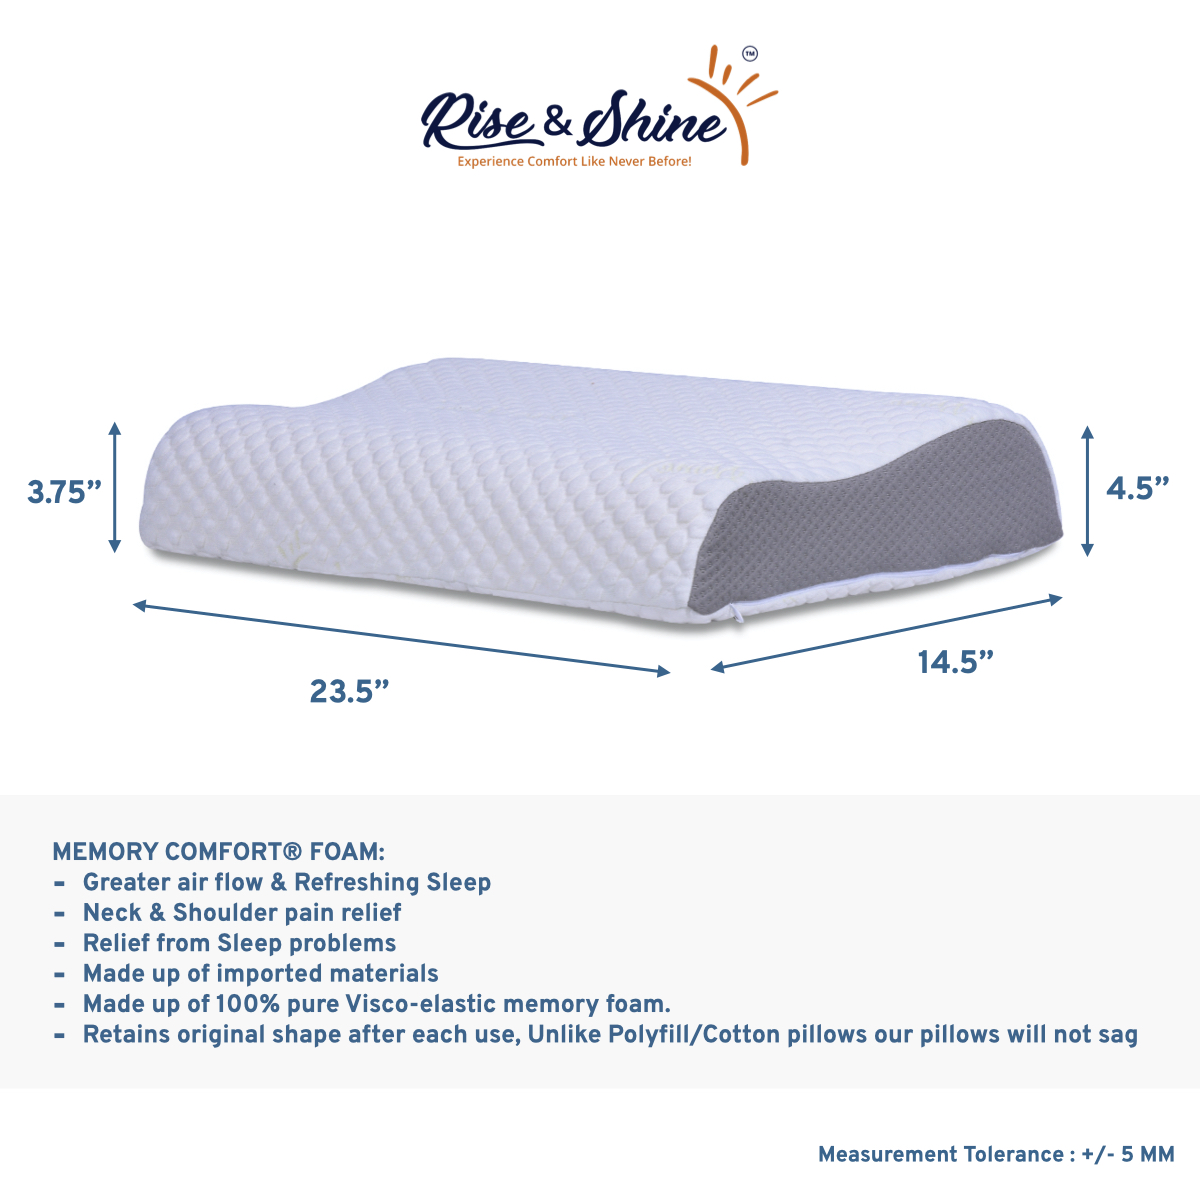 Rise & Shine
TM
Experience Comfort Like Never Before!
3.75”
4.5”
14.5”
23.5”
MEMORY COMFORT® FOAM:
- Greater air flow & Refreshing Sleep
- Neck & Shoulder pain relief
- Relief from Sleep problems
- Made up of imported materials
- Made up of 100% pure Visco-elastic memory foam.
- Retains original shape after each use, Unlike Polyfill/Cotton pillows our pillows will not sag
Measurement Tolerance : +/- 5 MM